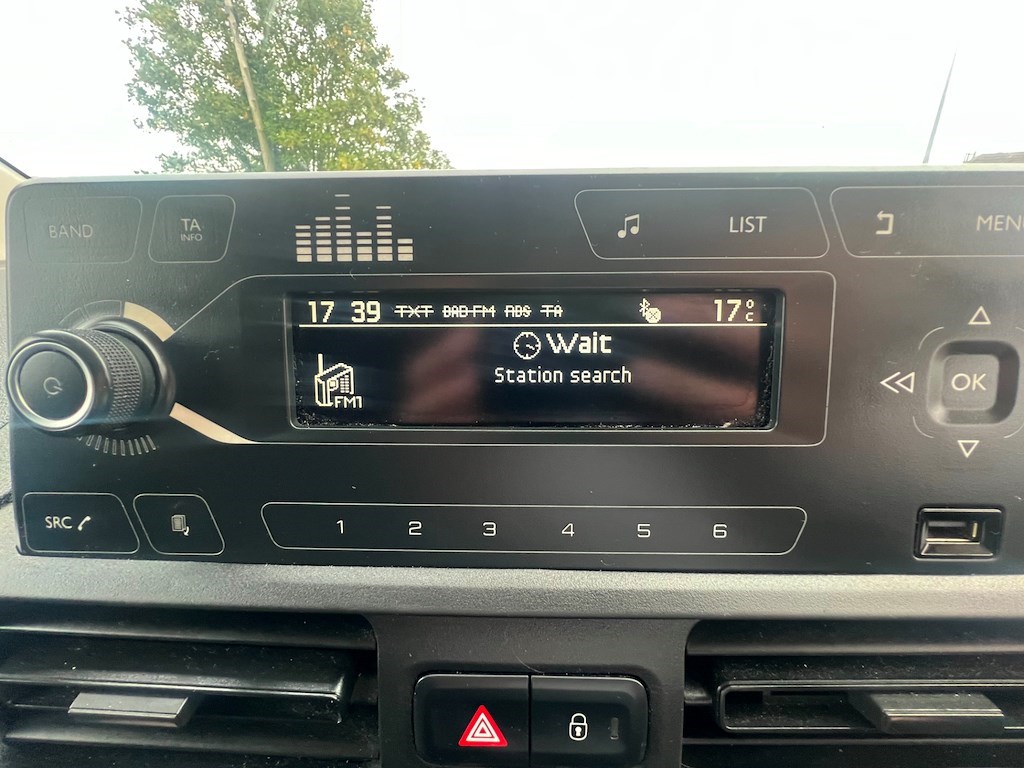 BAND
TA
INFO
LIST
MENU
17 39 TXT DAB-FM RDS TA 17°C
Wait
Station search
FM1
OK
SRC
1 2 3 4 5 6